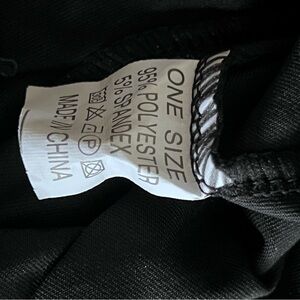 ONE SIZE
95% POLYESTER
5% SPANDEX
MADE IN CHINA